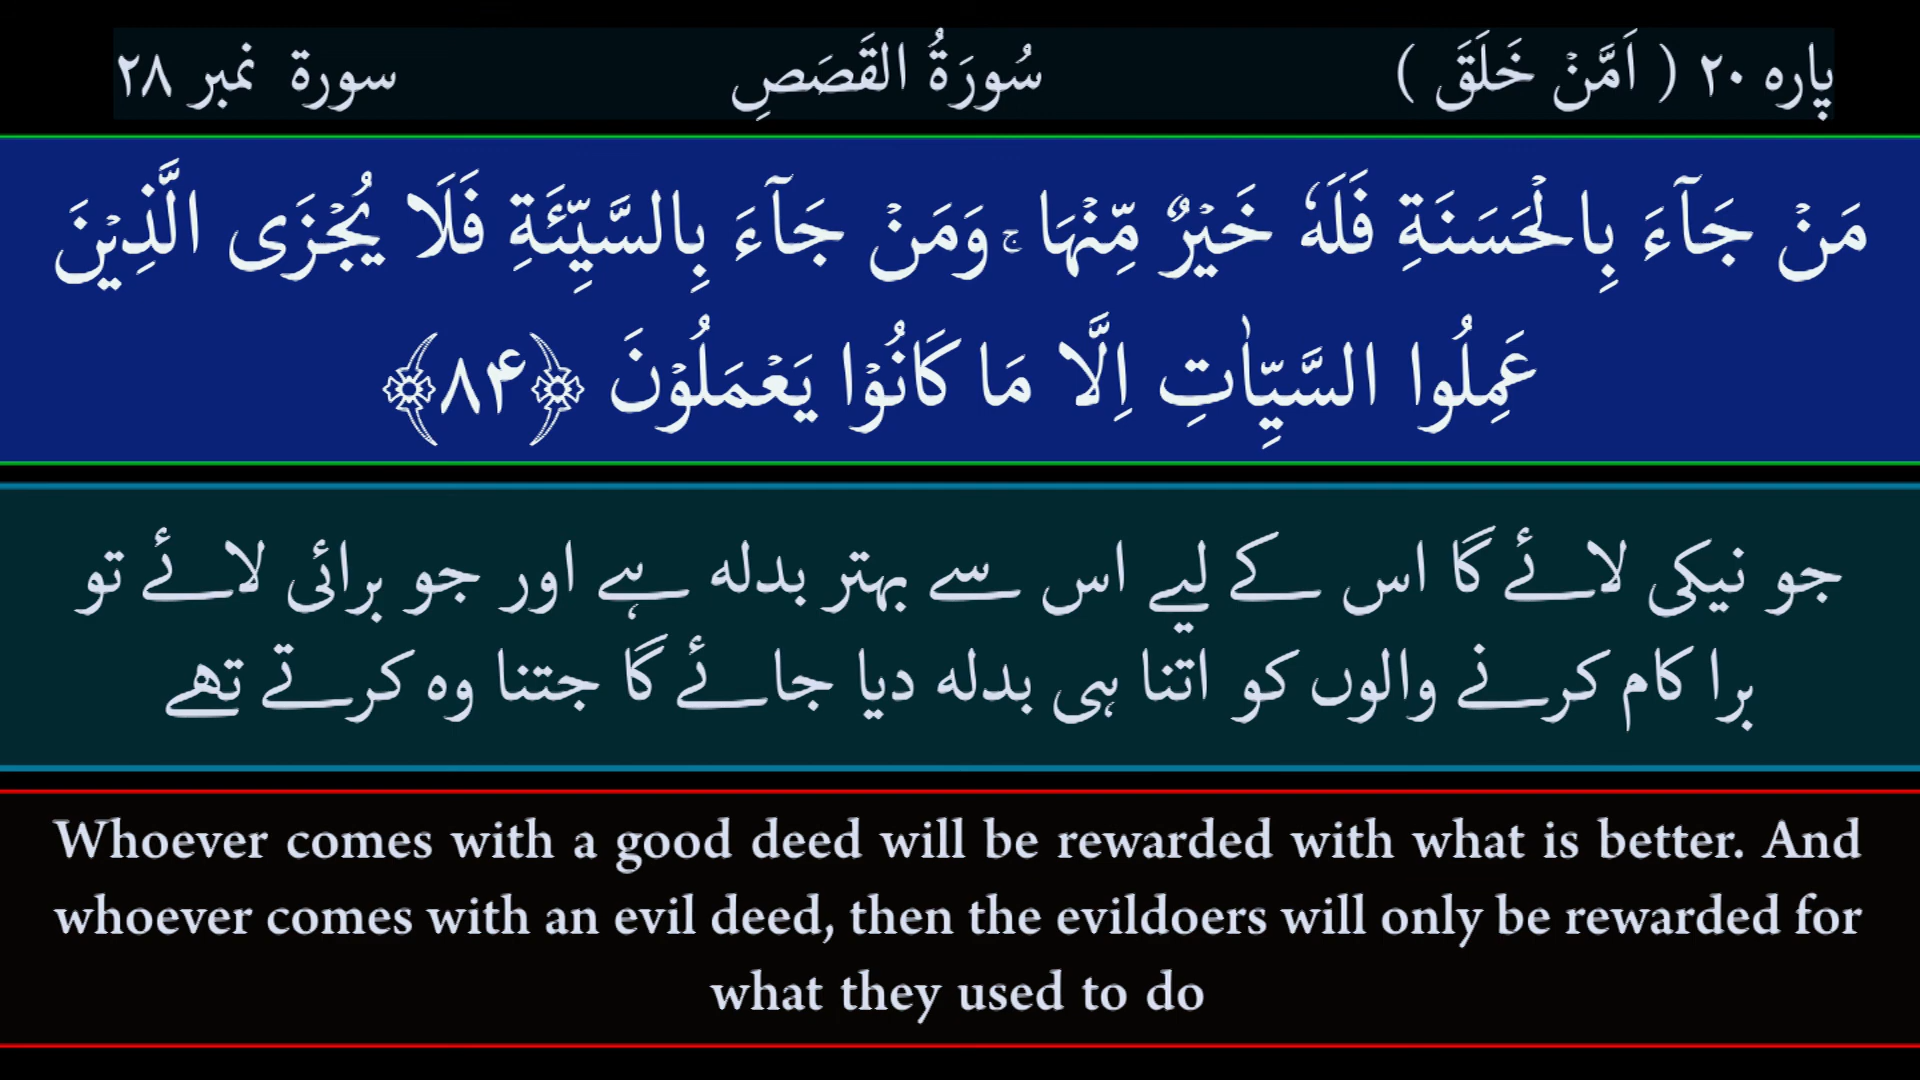 پارہ ۲۰ ( اَمَّنۡ خَلَقَ ) سُورَةُ القَصَصِ سورة نمبر ۲۸
مَنۡ جَآءَ بِالۡحَسَنَةِ فَلَهٗ خَيۡرٌ مِّنۡهَا ۚ وَمَنۡ جَآءَ بِالسَّيِّئَةِ فَلَا يُجۡزَى الَّذِيۡنَ
عَمِلُوا السَّيِّاٰتِ اِلَّا مَا كَانُوۡا يَعۡمَلُوۡنَ ﴿۸۴﴾
جو نیکی لائے گا اس کے لیے اس سے بہتر بدلہ ہے اور جو برائی لائے تو
برا کام کرنے والوں کو اتنا ہی بدلہ دیا جائے گا جتنا وہ کرتے تھے
Whoever comes with a good deed will be rewarded with what is better. And
whoever comes with an evil deed, then the evildoers will only be rewarded for
what they used to do